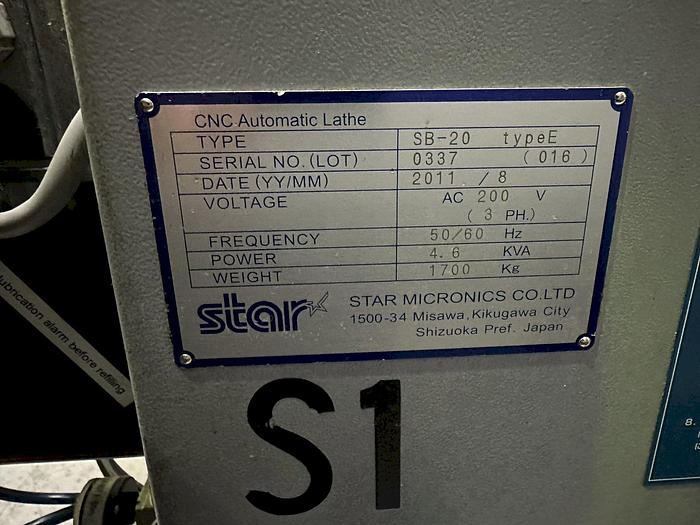 CNC Automatic Lathe
TYPE SB-20 typeE
SERIAL NO. (LOT) 0337 (016)
DATE (YY/MM) 2011 / 8
VOLTAGE AC 200 V
(3 PH.)
FREQUENCY 50/60 Hz
POWER 4.6 KVA
WEIGHT 1700 Kg
star STAR MICRONICS CO.LTD
1500-34 Misawa, Kikugawa City
Shizuoka Pref. Japan
lubrication alarm before refilling
S1
8.